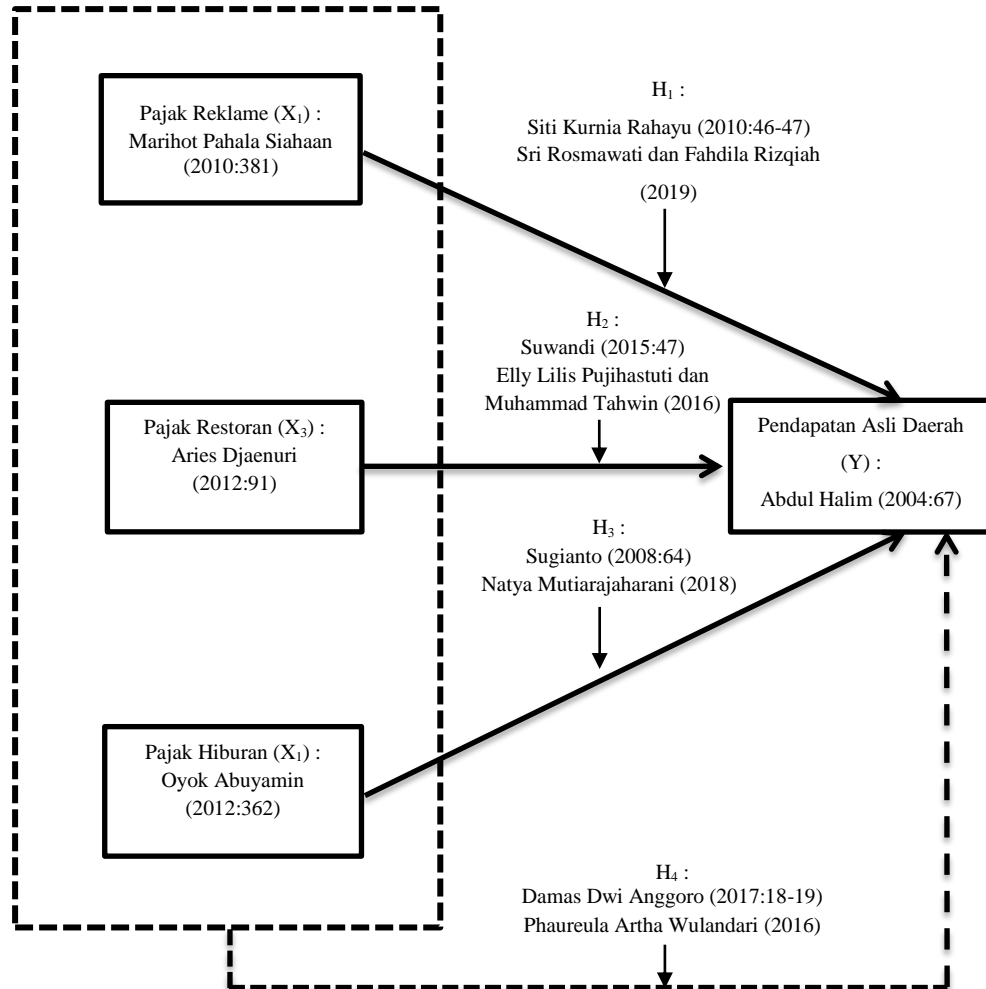 Pajak Reklame (X₁) :
Marihot Pahala Siahaan
(2010:381)
H₁ :
Siti Kurnia Rahayu (2010:46-47)
Sri Rosmawati dan Fahdila Rizqiah
(2019)
H₂ :
Suwandi (2015:47)
Elly Lilis Pujihastuti dan
Muhammad Tahwin (2016)
Pajak Restoran (X₃) :
Aries Djaenuri
(2012:91)
Pendapatan Asli Daerah
(Y) :
Abdul Halim (2004:67)
H₃ :
Sugianto (2008:64)
Natya Mutiarajaharani (2018)
Pajak Hiburan (X₁) :
Oyok Abuyamin
(2012:362)
H₄ :
Damas Dwi Anggoro (2017:18-19)
Phaureula Artha Wulandari (2016)